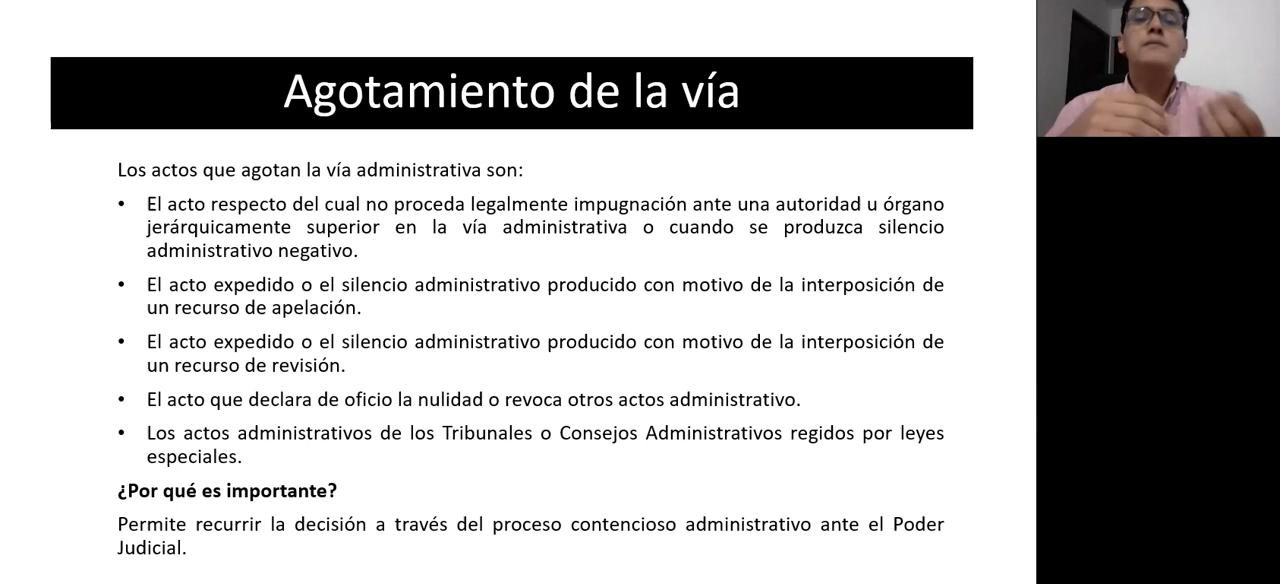 Agotamiento de la vía
Los actos que agotan la vía administrativa son:
• El acto respecto del cual no proceda legalmente impugnación ante una autoridad u órgano
jerárquicamente superior en la vía administrativa o cuando se produzca silencio
administrativo negativo.
• El acto expedido o el silencio administrativo producido con motivo de la interposición de
un recurso de apelación.
• El acto expedido o el silencio administrativo producido con motivo de la interposición de
un recurso de revisión.
• El acto que declara de oficio la nulidad o revoca otros actos administrativo.
• Los actos administrativos de los Tribunales o Consejos Administrativos regidos por leyes
especiales.
¿Por qué es importante?
Permite recurrir la decisión a través del proceso contencioso administrativo ante el Poder
Judicial.